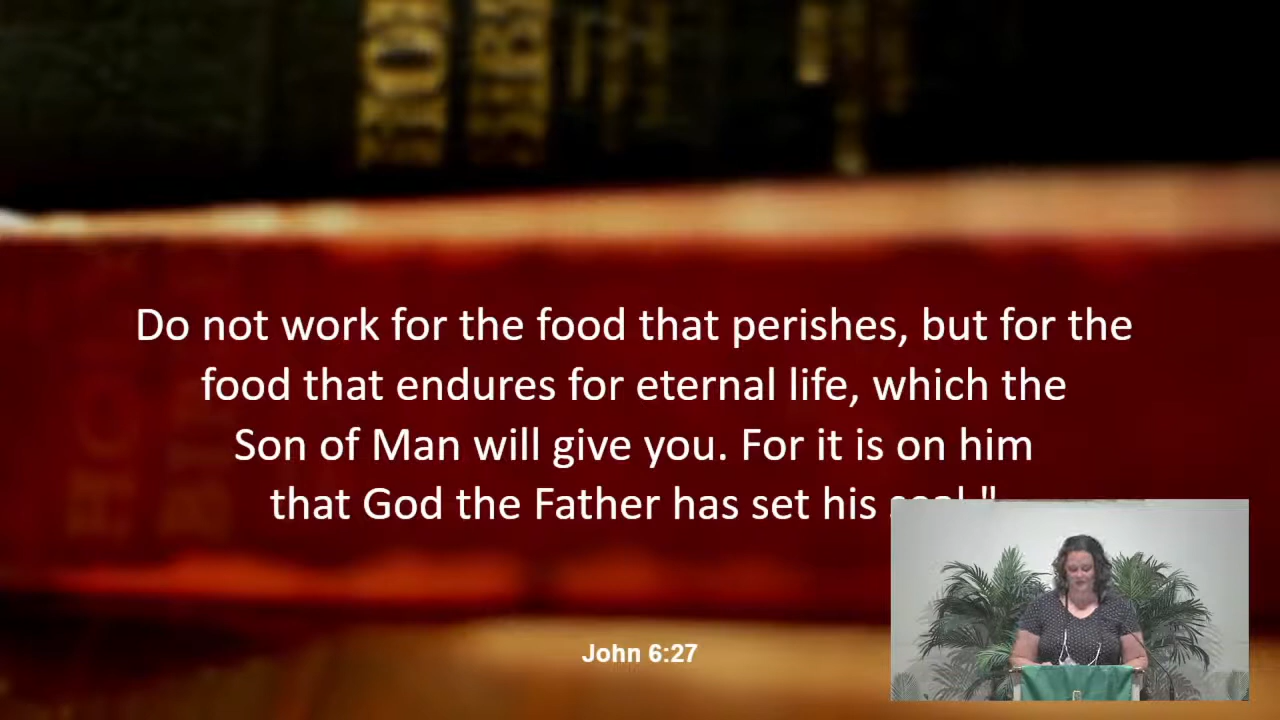 HOLY
BIBLE
Do not work for the food that perishes, but for the
food that endures for eternal life, which the
Son of Man will give you. For it is on him
that God the Father has set his
John 6:27